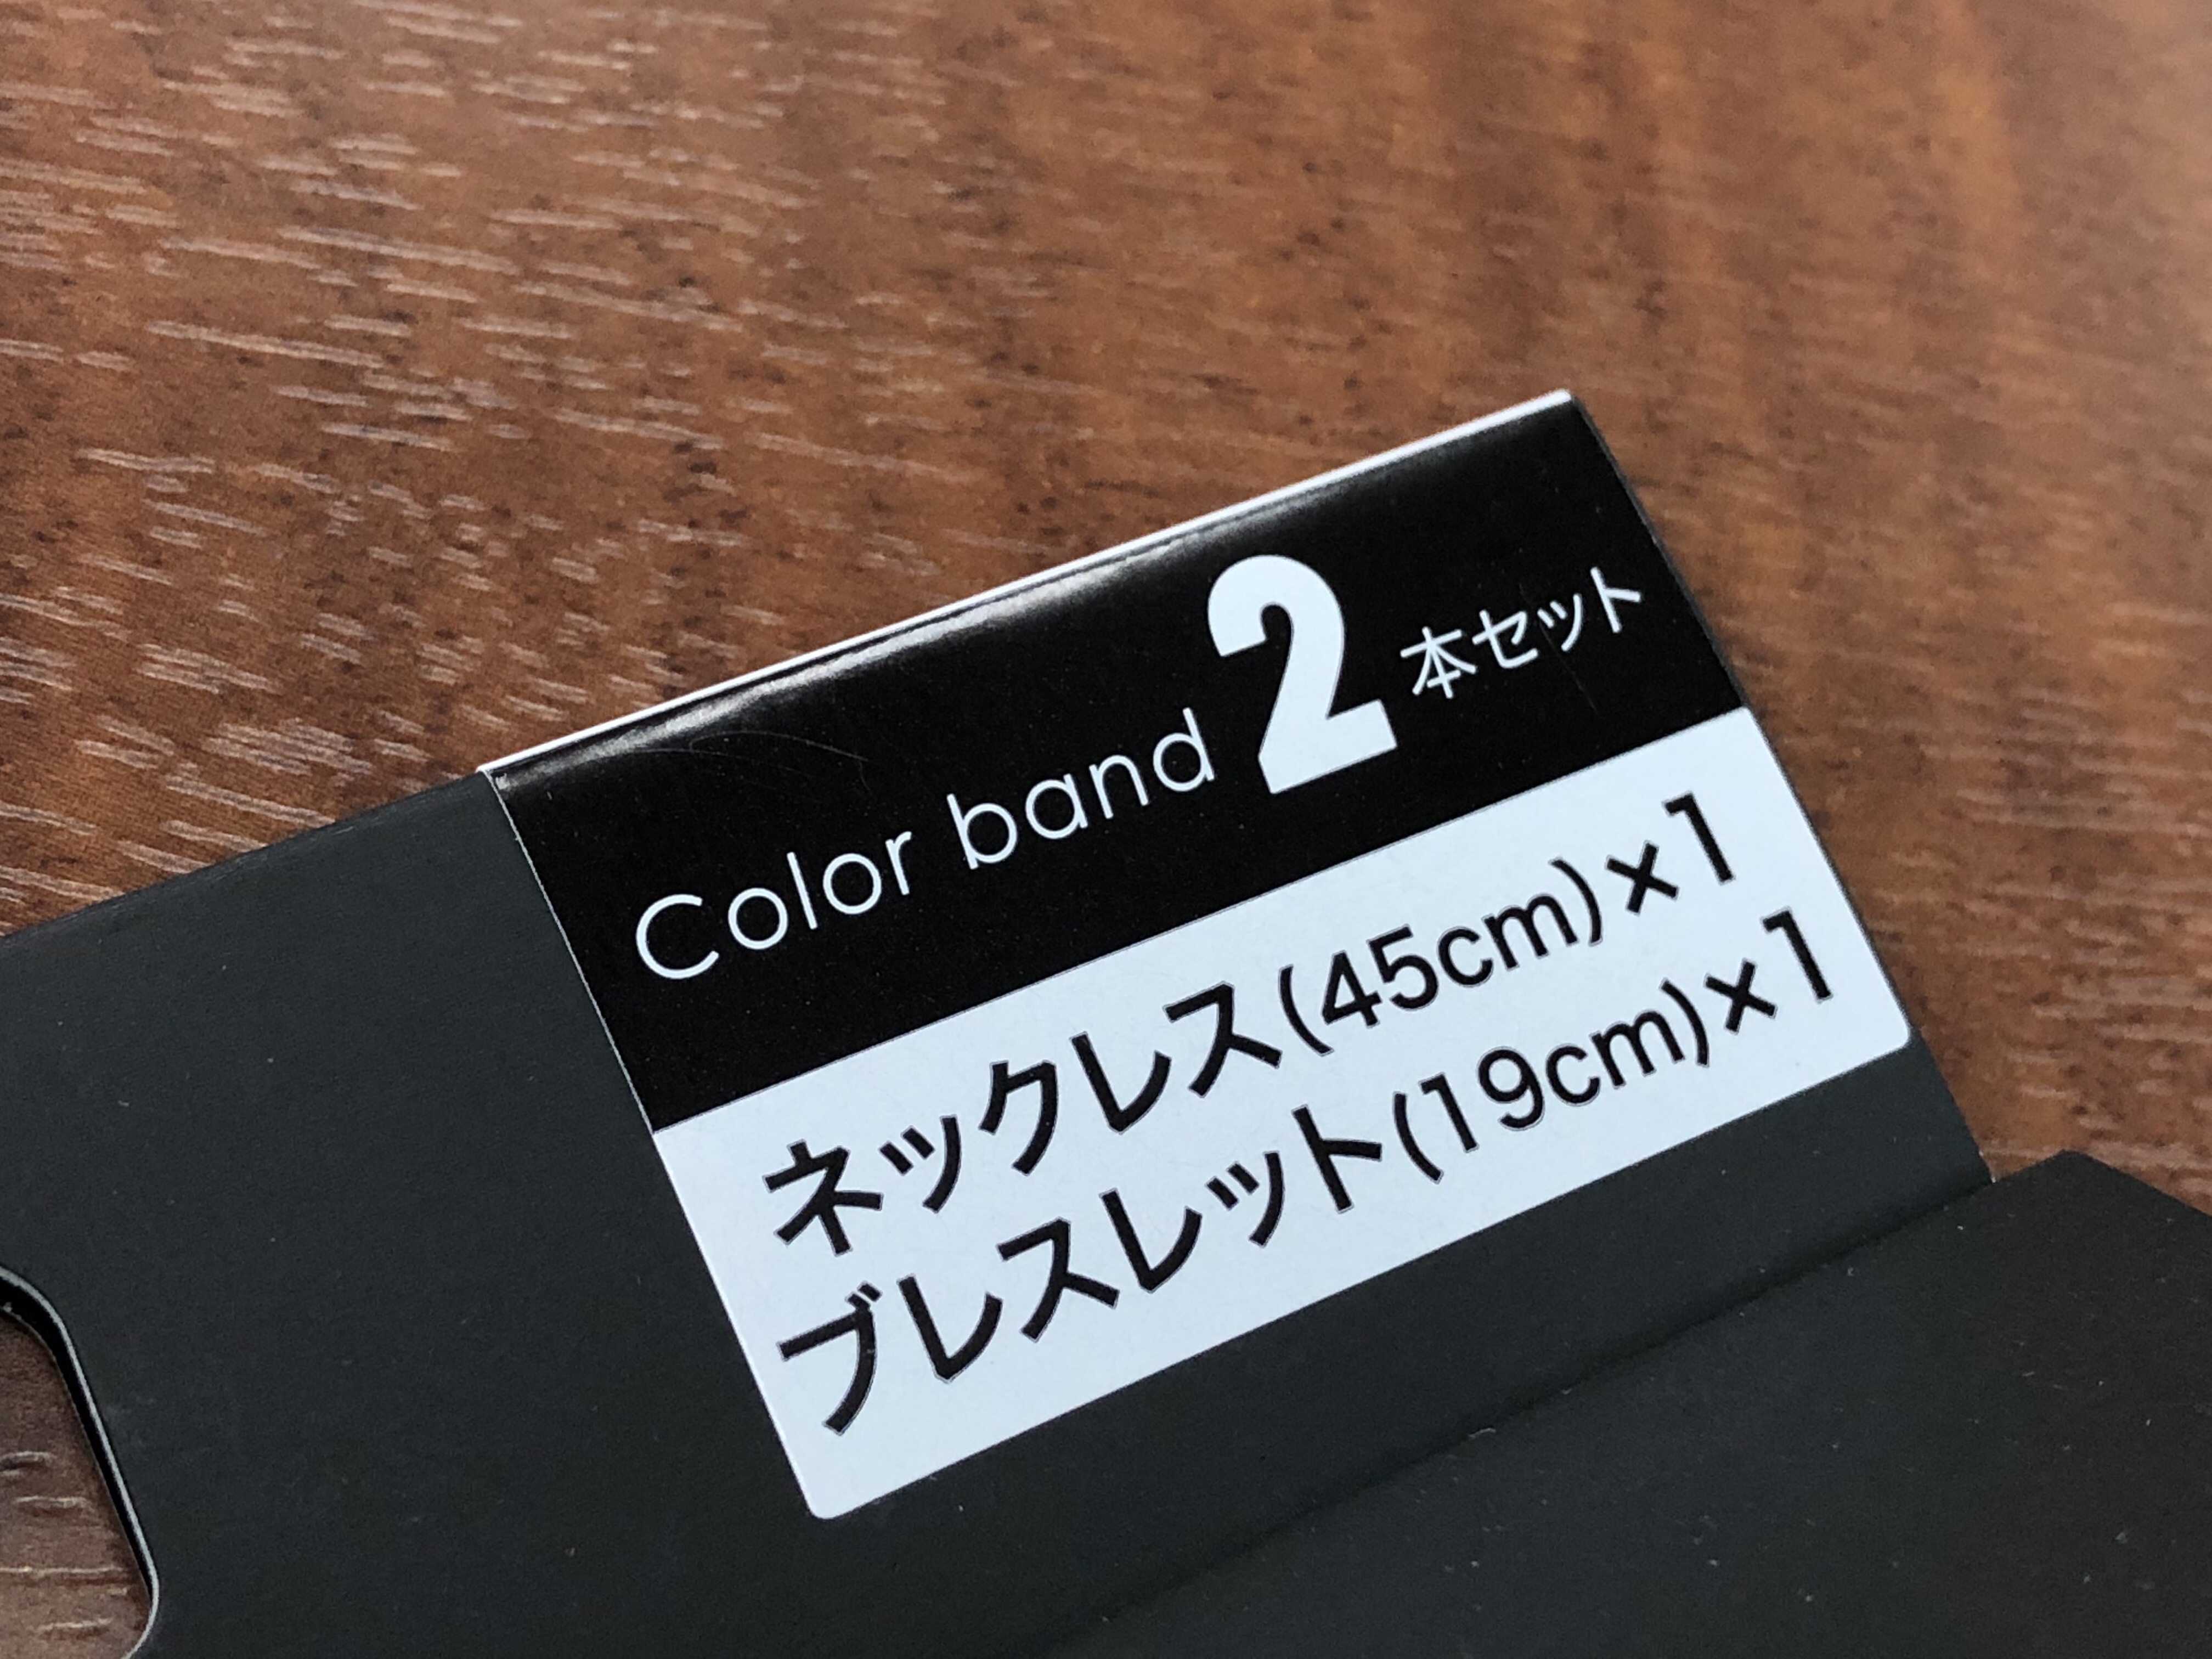 Color band 2本セット
ネックレス(45cm)×1
ブレスレット(19cm)×1